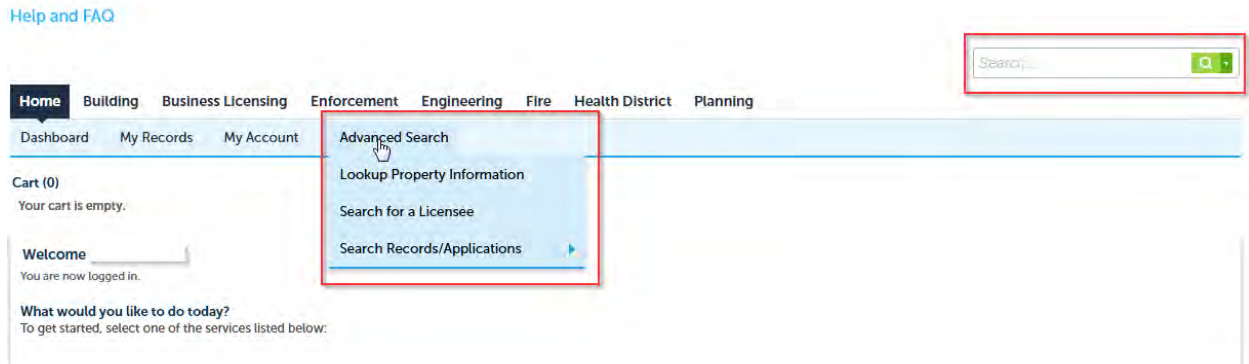 Help and FAQ
Search...
Home Building Business Licensing Enforcement Engineering Fire Health District Planning
Dashboard My Records My Account Advanced Search
Lookup Property Information
Search for a Licensee
Search Records/Applications
Cart (0)
Your cart is empty.
Welcome
You are now logged in.
What would you like to do today?
To get started, select one of the services listed below: